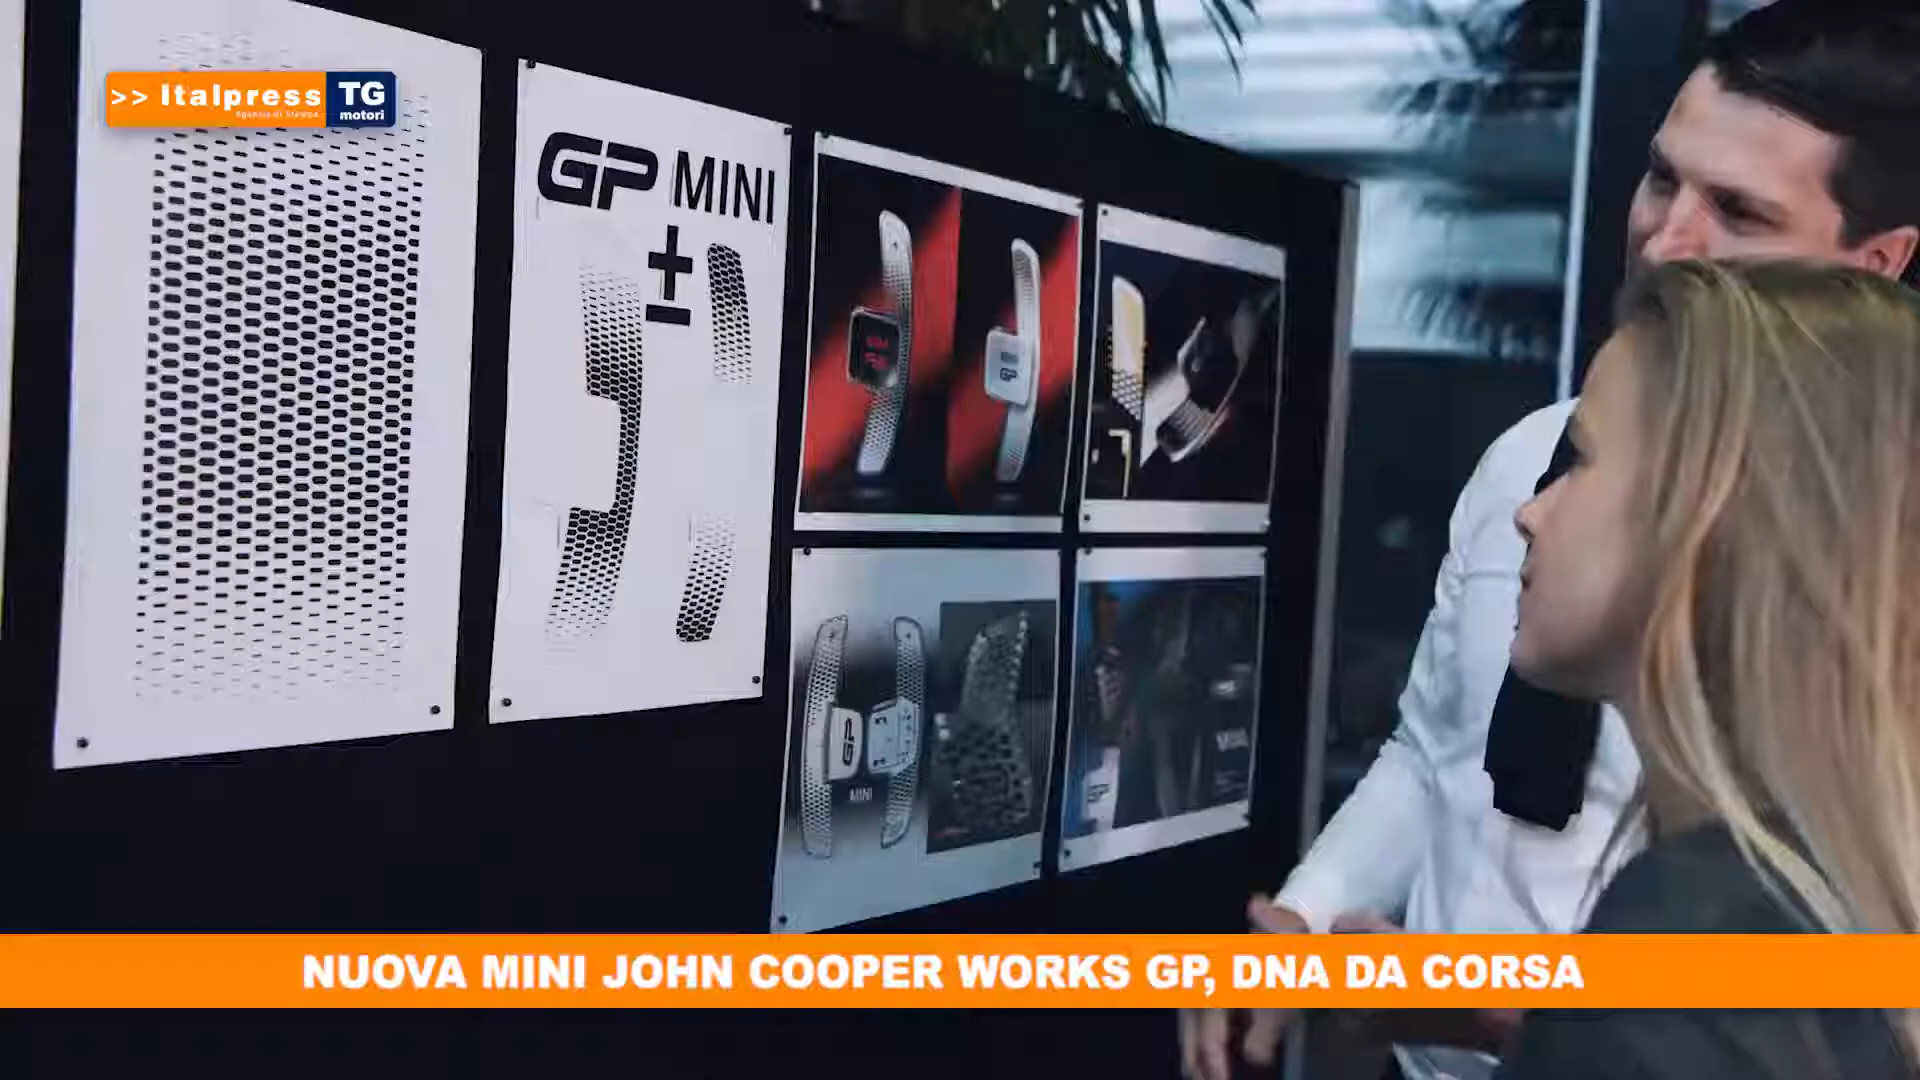 >> Italpress
Agenzia di Stampa
TG
motori
GP MINI
±
GP
GP
MINI
MINI
GP
NUOVA MINI JOHN COOPER WORKS GP, DNA DA CORSA